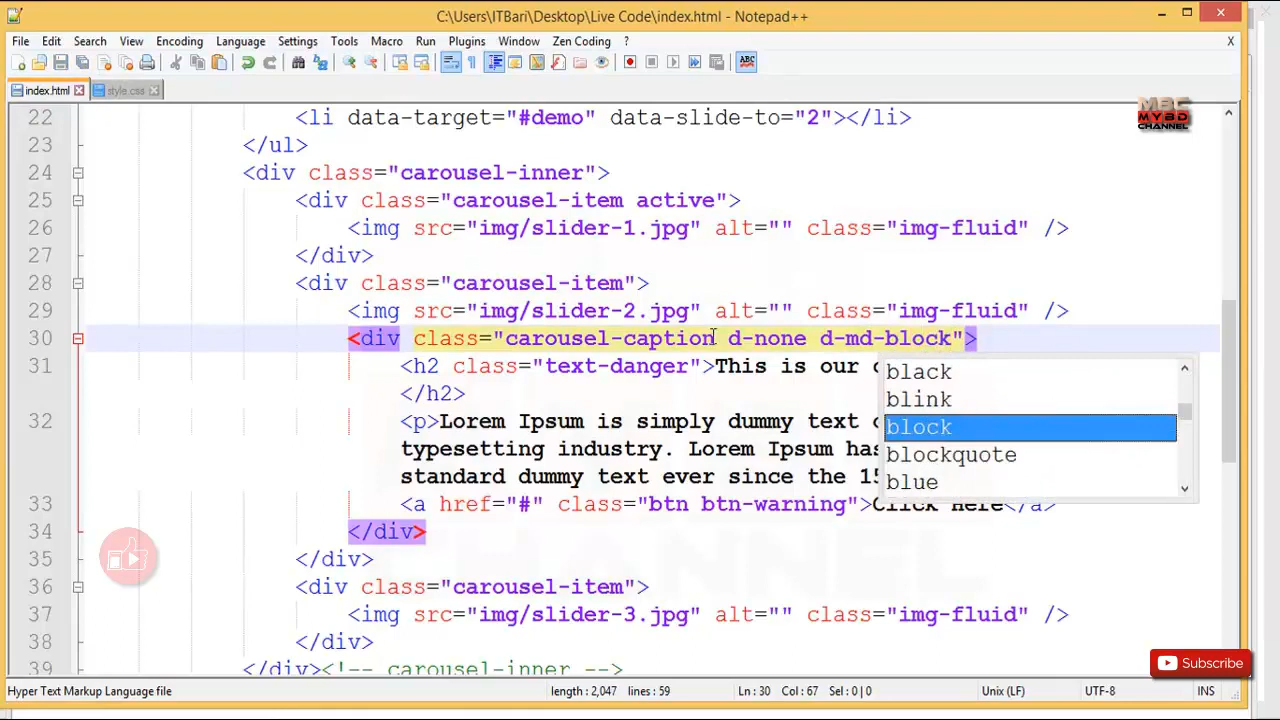 C:\Users\ITBari\Desktop\Live Code\index.html - Notepad++
File Edit Search View Encoding Language Settings Tools Macro Run Plugins Window Zen Coding ? X
index.html style.css
MBC
MYBD
CHANNEL
22 <li data-target="#demo" data-slide-to="2"></li>
23 </ul>
24 <div class="carousel-inner">
25 <div class="carousel-item active">
26 <img src="img/slider-1.jpg" alt="" class="img-fluid" />
27 </div>
28 <div class="carousel-item">
29 <img src="img/slider-2.jpg" alt="" class="img-fluid" />
30 <div class="carousel-caption d-none d-md-block">
31 <h2 class="text-danger">This is our
</h2>
32 <p>Lorem Ipsum is simply dummy text
typesetting industry. Lorem Ipsum has
standard dummy text ever since the 15
33 <a href="#" class="btn btn-warning">Click Here</a>
34 </div>
35 </div>
36 <div class="carousel-item">
37 <img src="img/slider-3.jpg" alt="" class="img-fluid" />
38 </div>
39 </div><!-- carousel-inner -->
black
blink
block
blockquote
blue
CHANNEL
Subscribe
Hyper Text Markup Language file length : 2,047 lines : 59 Ln : 30 Col : 67 Sel : 0 | 0 Unix (LF) UTF-8 INS